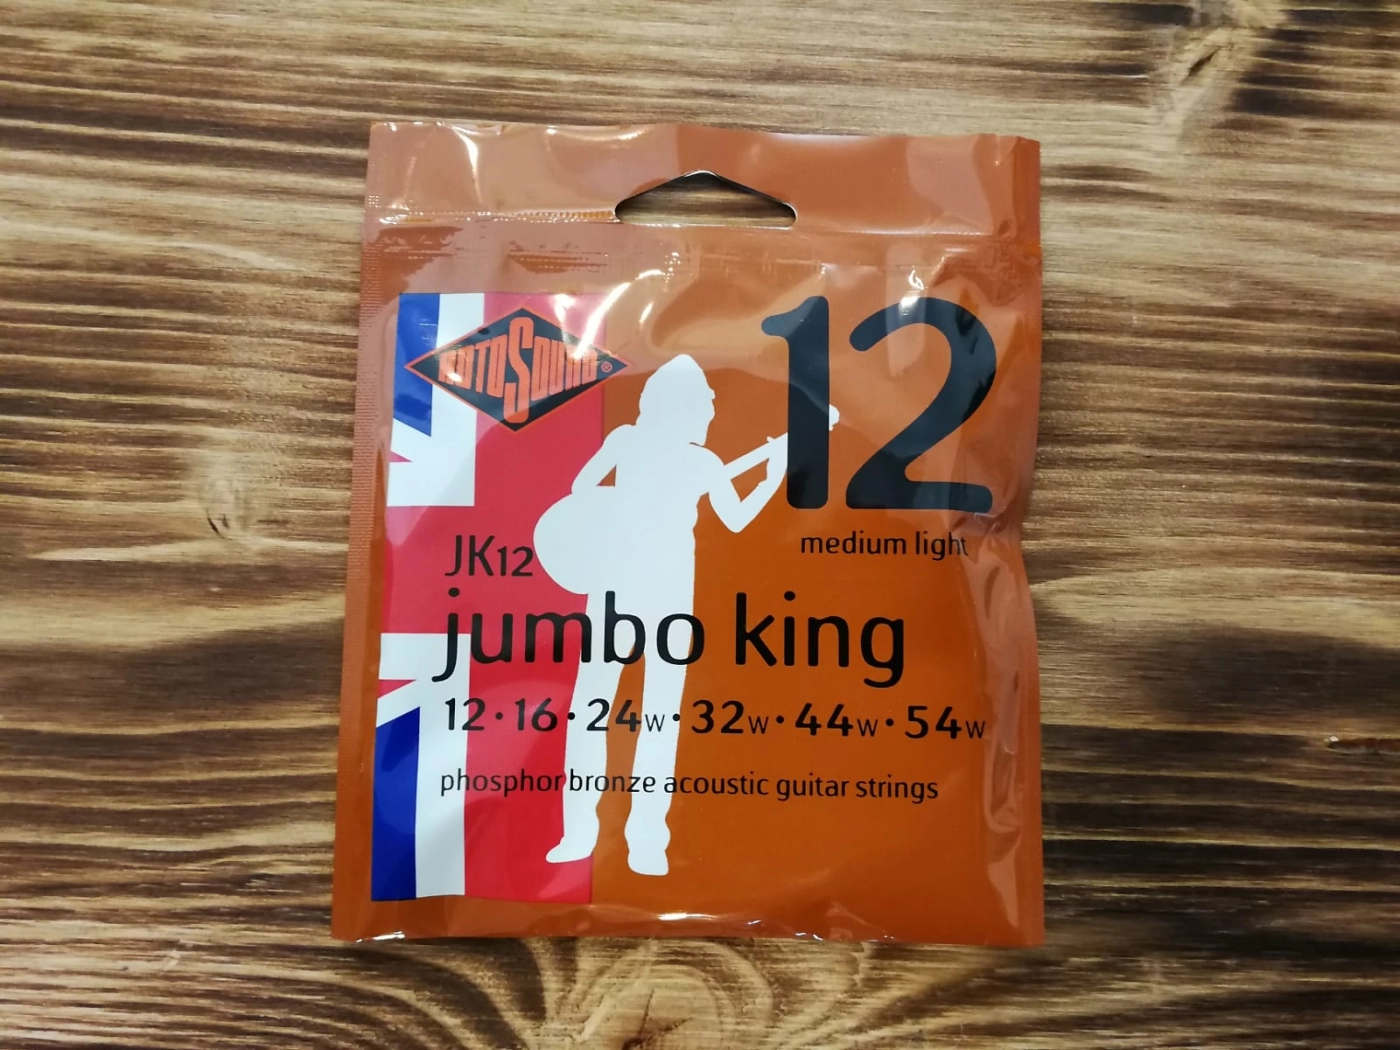 ROTOSOUND®
12
medium light
JK12
jumbo king
12·16·24w·32w·44w·54w
phosphor bronze acoustic guitar strings